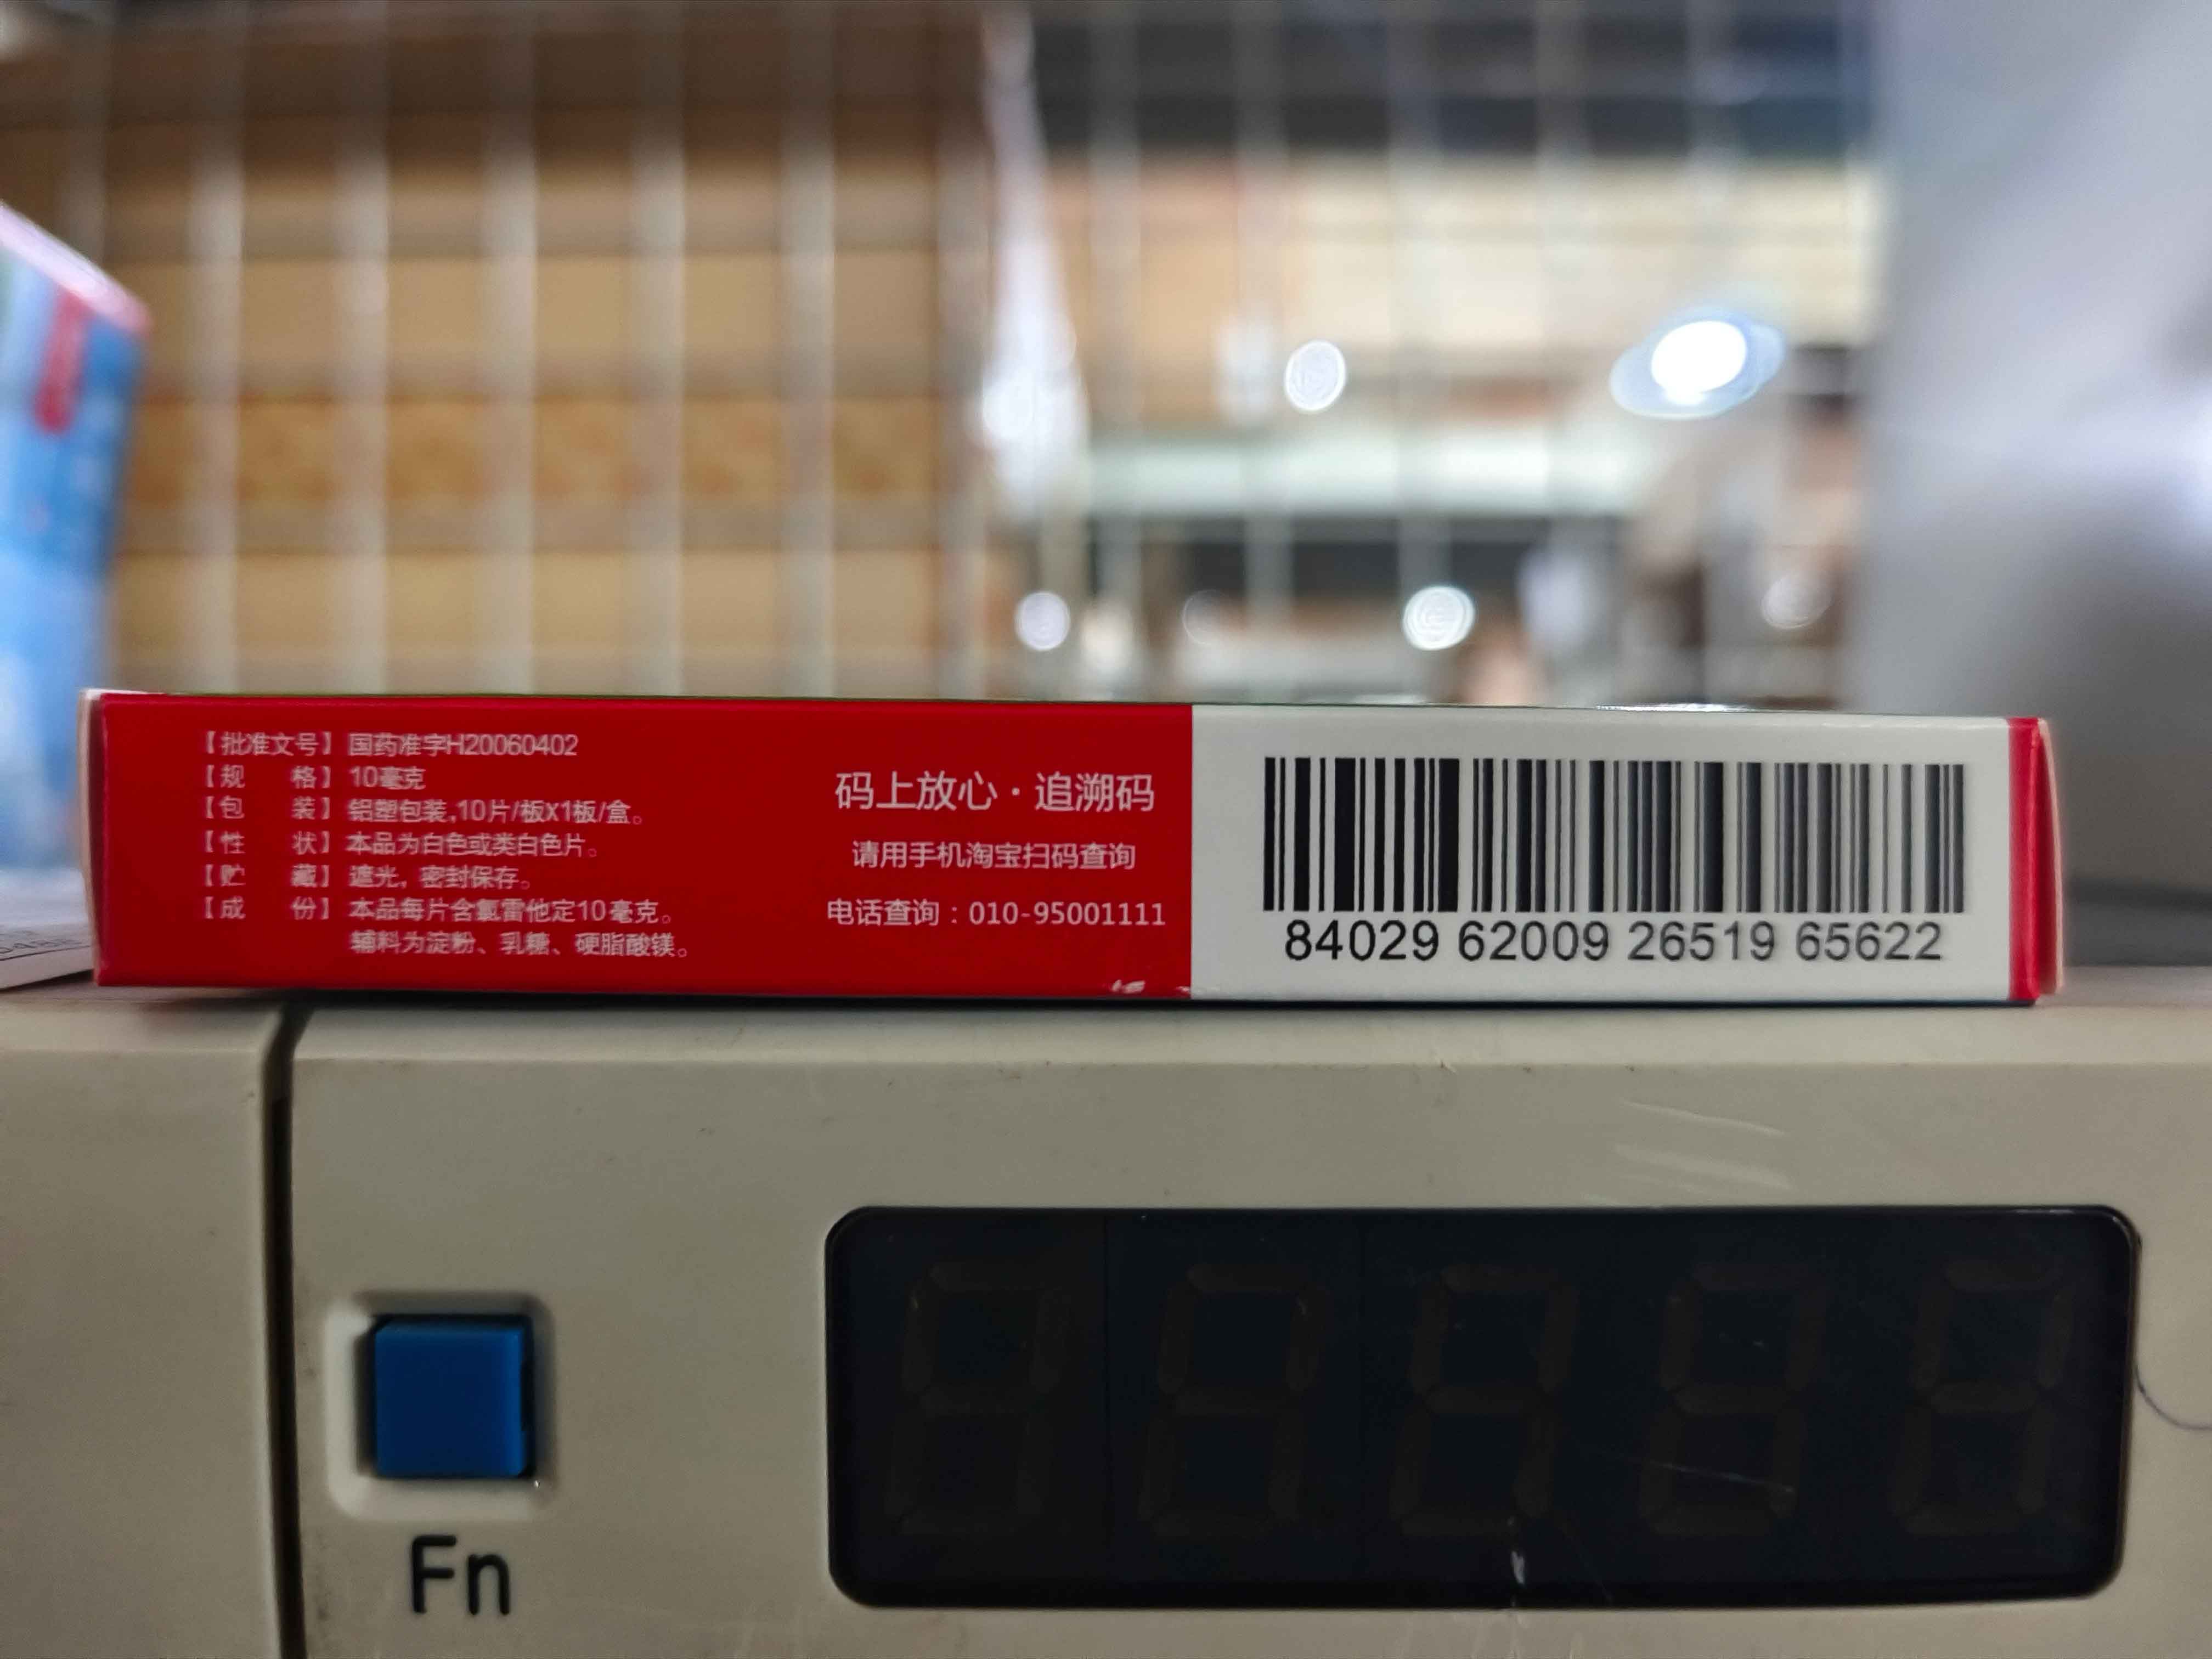 【批准文号】国药准字H20060402
【规 格】10毫克
【包 装】铝塑包装,10片/板X1板/盒。
【性 状】本品为白色或类白色片。
【贮 藏】遮光,密封保存。
【成 份】本品每片含氯雷他定10毫克。
辅料为淀粉、乳糖、硬脂酸镁。
码上放心·追溯码
请用手机淘宝扫码查询
电话查询:010-95001111
84029 62009 26519 65622
Fn